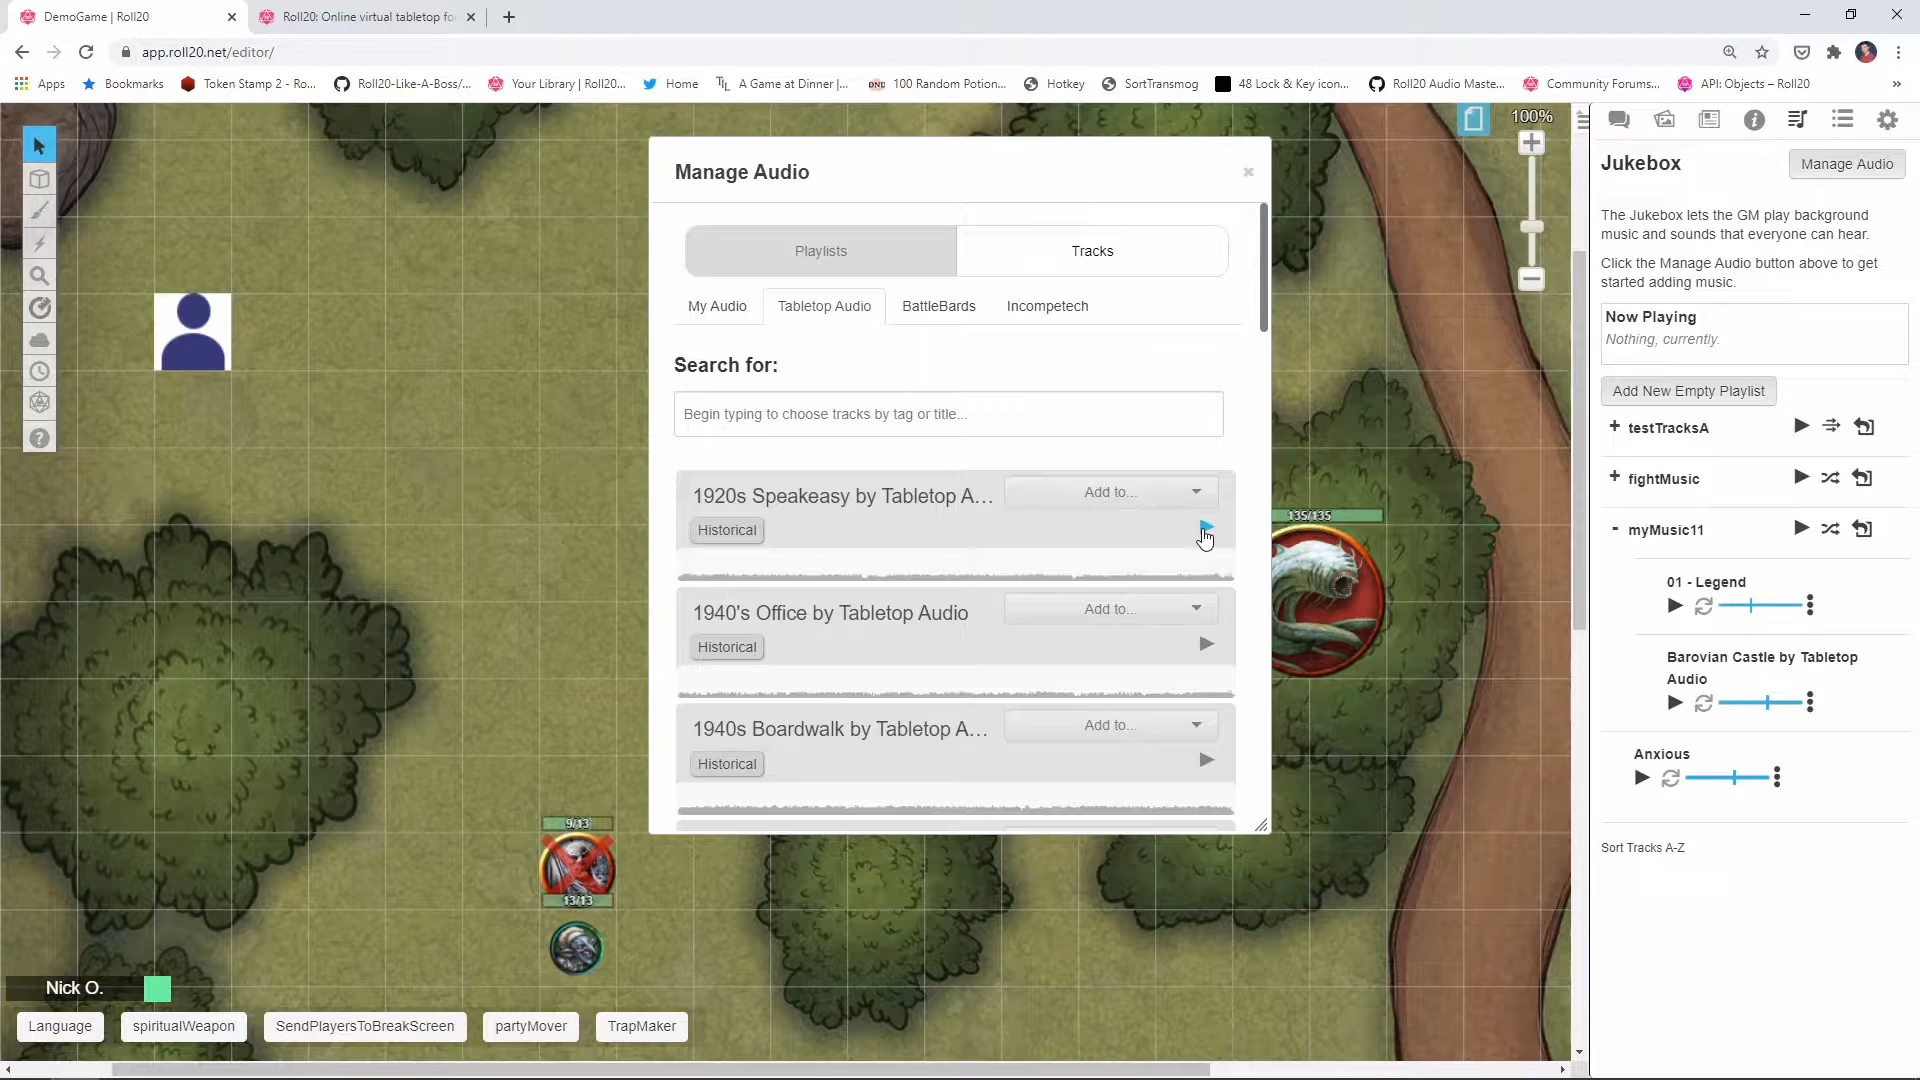 DemoGame | Roll20
Roll20: Online virtual tabletop fo
app.roll20.net/editor/
Apps
Bookmarks
Token Stamp 2 - Ro...
Roll20-Like-A-Boss/...
Your Library | Roll20...
Home
A Game at Dinner |...
100 Random Potion...
Hotkey
SortTransmog
48 Lock & Key icon...
Roll20 Audio Maste...
Community Forums...
API: Objects – Roll20
»
100%
Manage Audio
Playlists
Tracks
My Audio
Tabletop Audio
BattleBards
Incompetech
Search for:
Begin typing to choose tracks by tag or title...
1920s Speakeasy by Tabletop A...
Add to...
Historical
1940's Office by Tabletop Audio
Add to...
Historical
1940s Boardwalk by Tabletop A...
Add to...
Historical
135/135
9/13
13/13
Jukebox
Manage Audio
The Jukebox lets the GM play background
music and sounds that everyone can hear.
Click the Manage Audio button above to get
started adding music.
Now Playing
Nothing, currently.
Add New Empty Playlist
+ testTracksA
+ fightMusic
- myMusic11
01 - Legend
Barovian Castle by Tabletop
Audio
Anxious
Sort Tracks A-Z
Nick O.
Language
spiritualWeapon
SendPlayersToBreakScreen
partyMover
TrapMaker